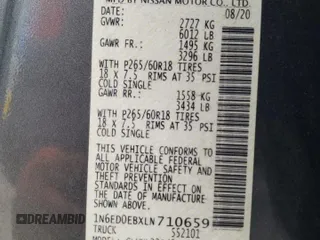 MFD BY NISSAN MOTOR CO., LTD.
DATE: 08/20
GVWR: 2727 KG
6012 LB
GAWR FR.: 1495 KG
3296 LB
WITH P265/60R18 TIRES
18 X 7.5 RIMS AT 35 PSI
COLD SINGLE
GAWR RR.: 1558 KG
3434 LB
WITH P265/60R18 TIRES
18 X 7.5 RIMS AT 35 PSI
COLD SINGLE
THIS VEHICLE CONFORMS TO
ALL APPLICABLE FEDERAL MOTOR
VEHICLE SAFETY AND THEFT
PREVENTION STANDARDS IN
EFFECT ON THE DATE OF
MANUFACTURE SHOWN ABOVE.
1N6ED0EBXLN710659
TRUCK 552101
© DREAMBID.COM